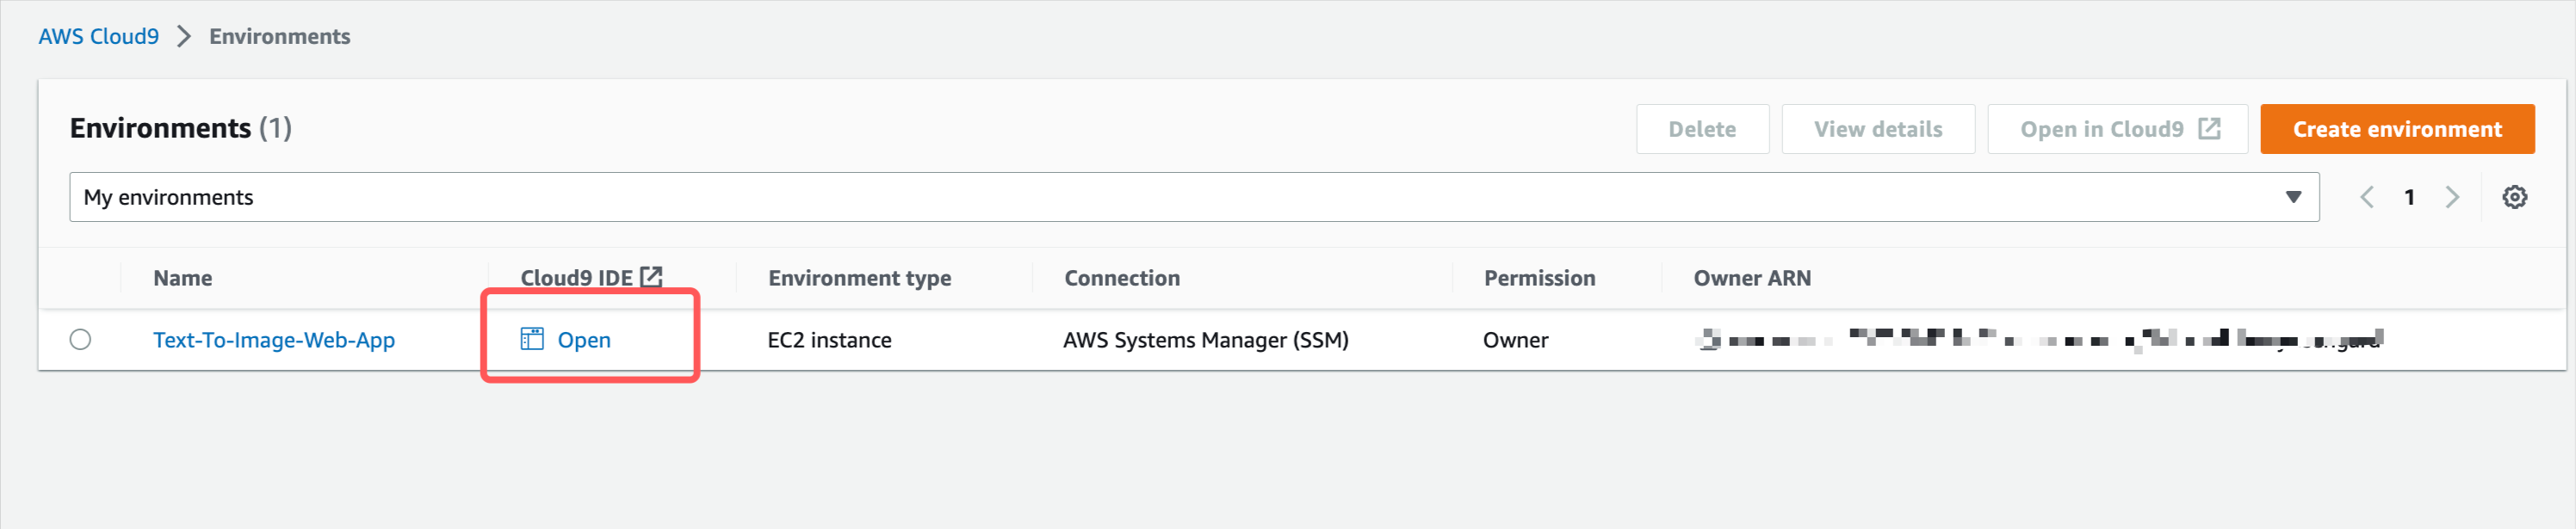 AWS Cloud9 > Environments
Environments (1)
Delete
View details
Open in Cloud9
Create environment
My environments
1
Name Cloud9 IDE Environment type Connection Permission Owner ARN
Text-To-Image-Web-App Open EC2 instance AWS Systems Manager (SSM) Owner